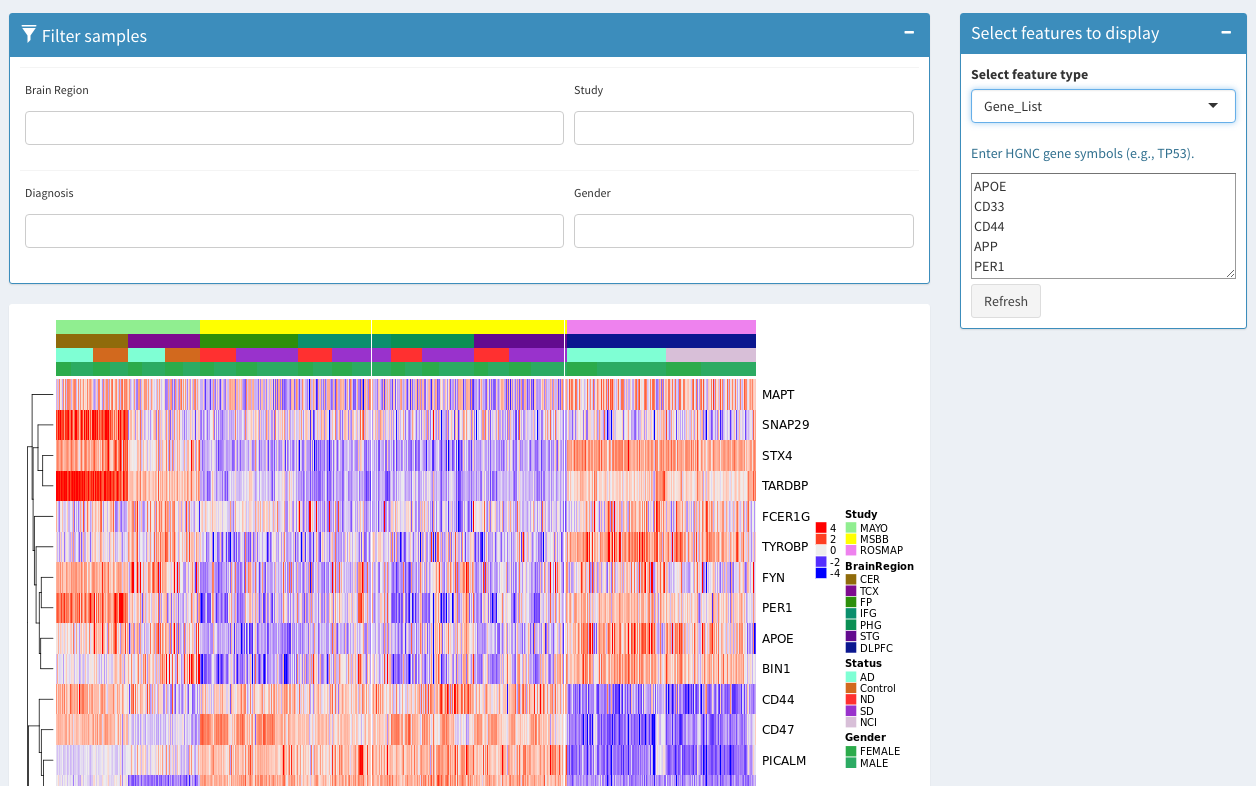 Filter samples
Brain Region
Study
Diagnosis
Gender
Select features to display
Select feature type
Gene_List
Enter HGNC gene symbols (e.g., TP53).
APOE
CD33
CD44
APP
PER1
Refresh
MAPT
SNAP29
STX4
TARDBP
FCER1G
TYROBP
FYN
PER1
APOE
BIN1
CD44
CD47
PICALM
4
2
0
-2
-4
Study
MAYO
MSBB
ROSMAP
BrainRegion
CER
TCX
FP
IFG
PHG
STG
DLPFC
Status
AD
Control
ND
SD
NCI
Gender
FEMALE
MALE